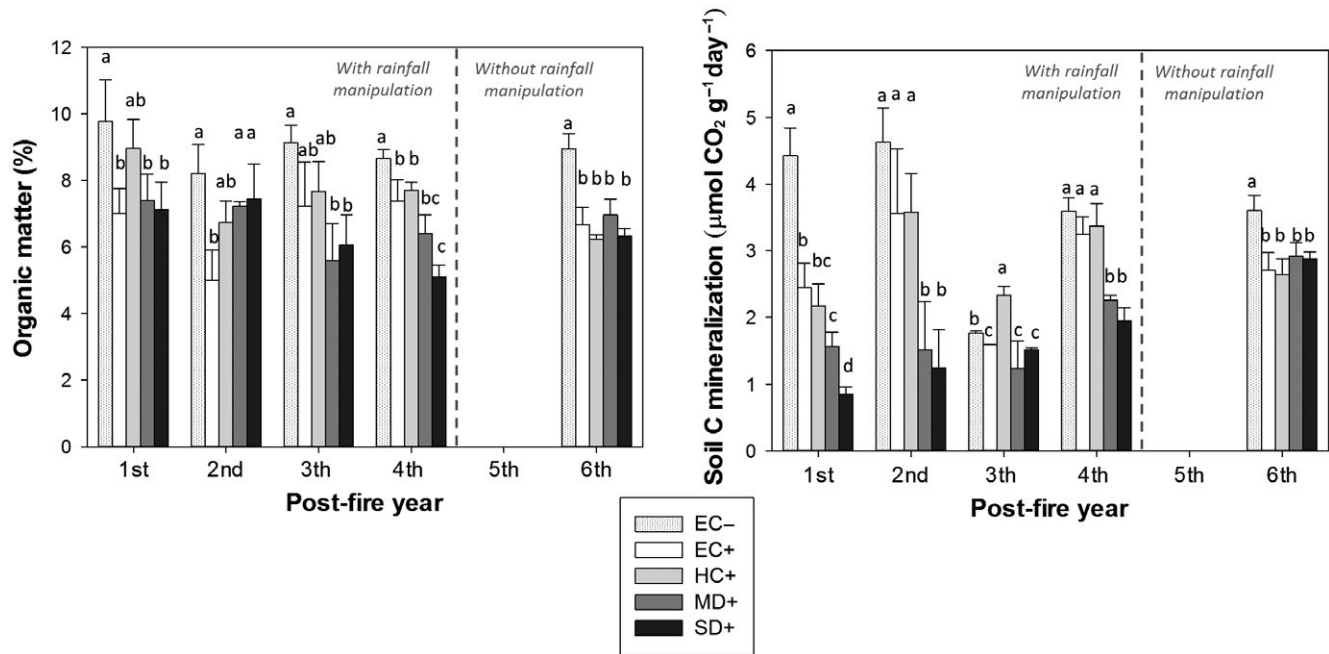 Organic matter (%)
12
10
8
6
4
2
0
With rainfall
manipulation
Without rainfall
manipulation
a b ab b b
a b ab a a
a ab ab b b
a b b bc c
a b b b b
1st 2nd 3th 4th 5th 6th
Post-fire year
Soil C mineralization (μmol CO₂ g⁻¹ day⁻¹)
6
5
4
3
2
1
0
With rainfall
manipulation
Without rainfall
manipulation
a b bc c d
a a a b b
b c a c c
a a a b b
a b b b b
1st 2nd 3th 4th 5th 6th
Post-fire year
EC–
EC+
HC+
MD+
SD+